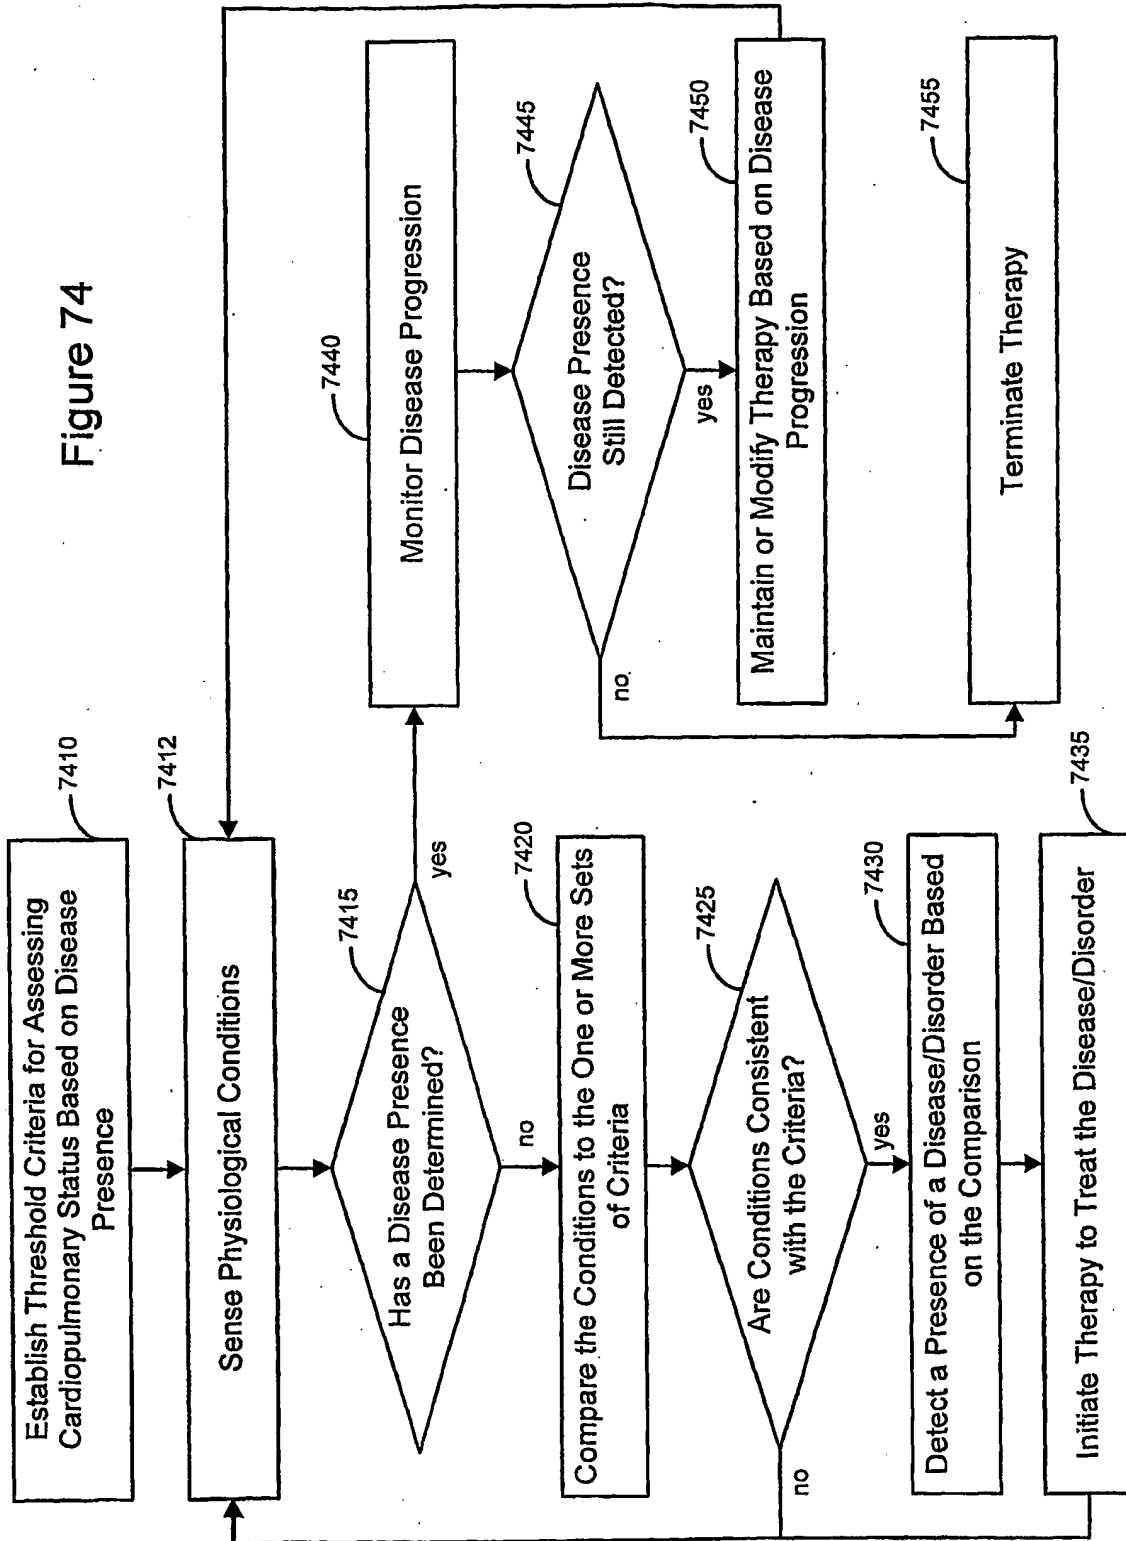 Figure 74
7410
Establish Threshold Criteria for Assessing
Cardiopulmonary Status Based on Disease
Presence
7412
Sense Physiological Conditions
7415
Has a Disease Presence
Been Determined?
yes
no
7420
Compare the Conditions to the One or More Sets
of Criteria
7425
Are Conditions Consistent
with the Criteria?
no
yes
7430
Detect a Presence of a Disease/Disorder Based
on the Comparison
7435
Initiate Therapy to Treat the Disease/Disorder
7440
Monitor Disease Progression
7445
Disease Presence
Still Detected?
no
yes
7450
Maintain or Modify Therapy Based on Disease
Progression
7455
Terminate Therapy